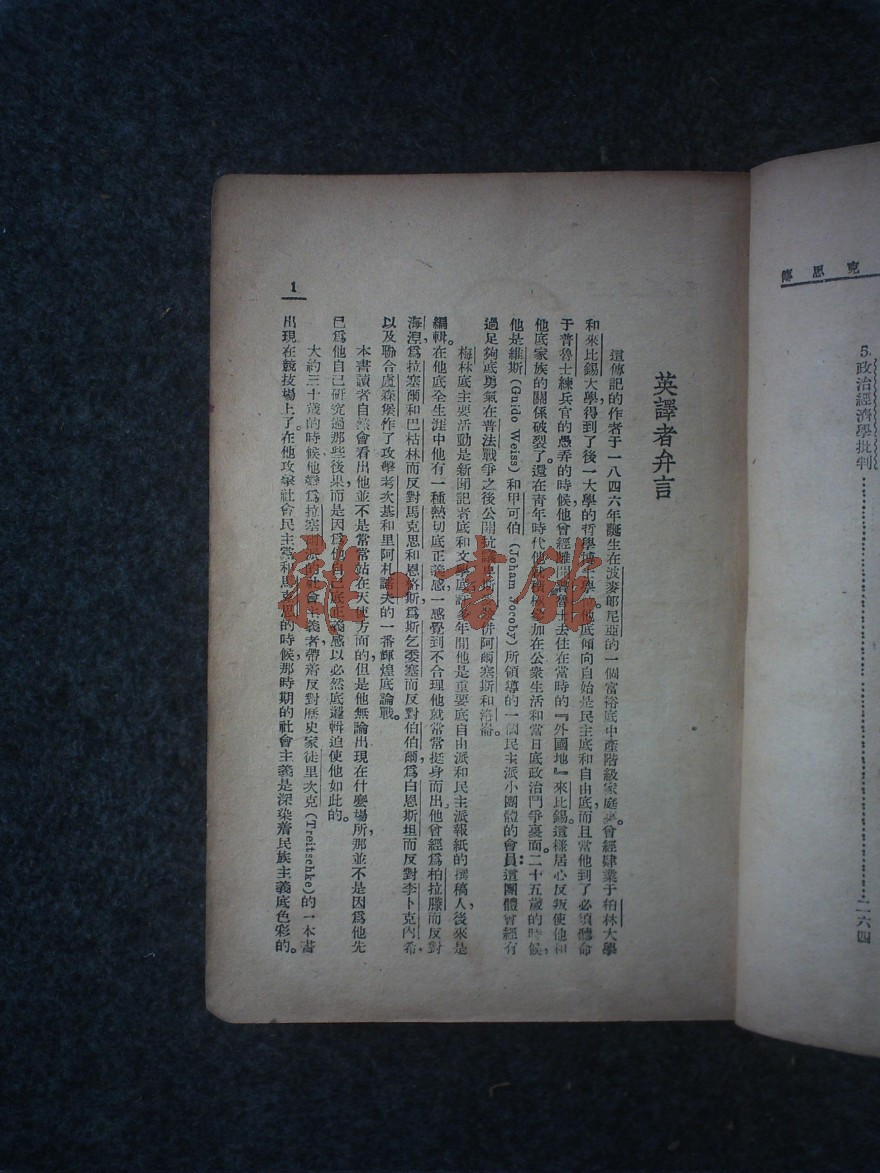 傳思克
5. 政治經濟學批判……………二六四
英譯者弁言
這傳記的作者于一八四六年誕生在波麥郞尼亞的一個富裕底中產階級家庭裏,曾經肄業于柏林大學
和來比錫大學得到了後一大學的哲學博士學位。他底傾向自始是民主底和自由底,而且當他到了必須聽命
于普魯士練兵官的愚弄的時候,他曾經離開普魯士去住在當時的『外國地』來比錫。這樣居心反叛使他和
他底家族的關係破裂了。還在青年時代他就積極參加在公衆生活和當日底政治鬥爭裏面。二十五歲的時候,
他是維斯(Guido Weiss)和甲可伯(Joham Jocoby)所領導的一個民主派小團體的會員:這團體曾經有
過足夠底勇氣在普法戰爭之後公開抗議 併阿爾塞斯和洛崙。
梅林底主要活動是新聞記者底和文學底。許多年間他是重要底自由派和民主派報紙的撰稿人,後來是
編輯。在他底全生涯中他有一種熱切底正義感,一感覺到不合理他就常常挺身而出,他曾經爲柏拉滕而反對
海涅,爲拉塞爾和巴枯林而反對馬克思和恩格斯,爲斯乞委塞而反對伯伯爾,爲白恩斯坦而反對李卜克內希
以及聯合盧森堡作了攻擊考次基和里阿札諾夫的一番輝煌底論戰。
本書讀者自然會看出他並不是常常站在天使方面的,但是他無論出現在什麼場所,那並不是因爲他先
已爲他自己研究過那些後果,而是因爲他自己底正義感以必然底邏輯迫使他如此的。
大約三十歲的時候他變爲拉塞爾派的社會主義者,帶着反對歷史家徒里次克(Treitschke)的一本書
出現在競技場上了。在他攻擊社會民主黨和馬克思的時候,那時期的社會主義是深染着民族主義底色彩的。
1
雜·書館